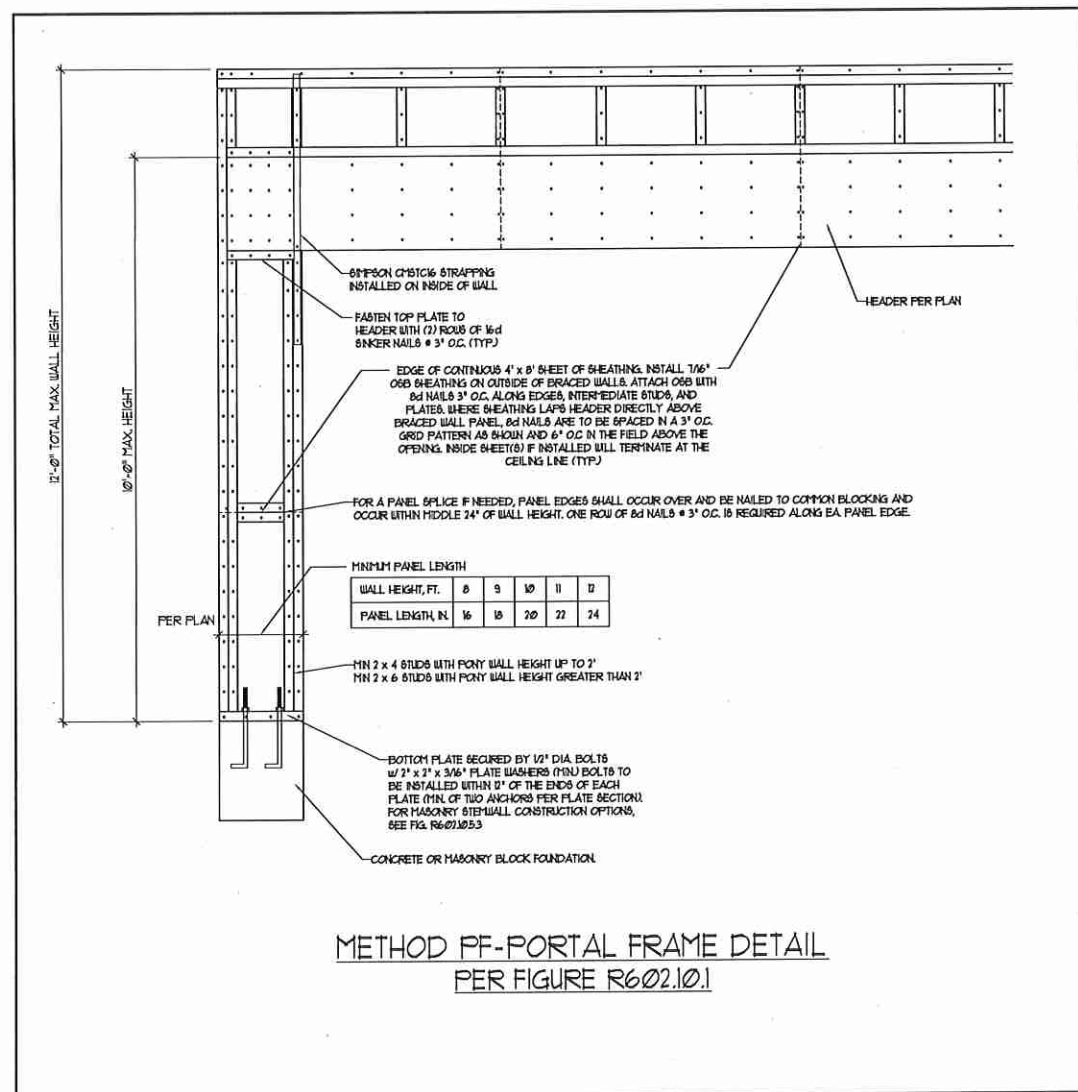 12'-0" TOTAL MAX. WALL HEIGHT
10'-0" MAX. HEIGHT
SIMPSON CMSTC16 STRAPPING
INSTALLED ON INSIDE OF WALL
HEADER PER PLAN
FASTEN TOP PLATE TO
HEADER WITH (2) ROWS OF 16d
SINKER NAILS @ 3" O.C. (TYP.)
EDGE OF CONTINUOUS 4' x 8' SHEET OF SHEATHING. INSTALL 7/16"
OSB SHEATHING ON OUTSIDE OF BRACED WALLS. ATTACH OSB WITH
8d NAILS 3" O.C. ALONG EDGES, INTERMEDIATE STUDS, AND
PLATES. WHERE SHEATHING LAPS HEADER DIRECTLY ABOVE
BRACED WALL PANEL, 8d NAILS ARE TO BE SPACED IN A 3" O.C.
GRID PATTERN AS SHOWN AND 6" O.C IN THE FIELD ABOVE THE
OPENING. INSIDE SHEET(S) IF INSTALLED WILL TERMINATE AT THE
CEILING LINE (TYP.)
FOR A PANEL SPLICE IF NEEDED, PANEL EDGES SHALL OCCUR OVER AND BE NAILED TO COMMON BLOCKING AND
OCCUR WITHIN MIDDLE 24" OF WALL HEIGHT. ONE ROW OF 8d NAILS @ 3" O.C. IS REQUIRED ALONG EA. PANEL EDGE.
MINIMUM PANEL LENGTH
WALL HEIGHT, FT. 8 9 10 11 12
PANEL LENGTH, IN. 16 18 20 22 24
PER PLAN
MIN 2 x 4 STUDS WITH PONY WALL HEIGHT UP TO 2'
MIN 2 x 6 STUDS WITH PONY WALL HEIGHT GREATER THAN 2'
BOTTOM PLATE SECURED BY 1/2" DIA. BOLTS
w/ 2" x 2" x 3/16" PLATE WASHERS (MIN.) BOLTS TO
BE INSTALLED WITHIN 12" OF THE ENDS OF EACH
PLATE (MIN. OF TWO ANCHORS PER PLATE SECTION).
FOR MASONRY STEMWALL CONSTRUCTION OPTIONS,
SEE FIG. R602.10.5.3
CONCRETE OR MASONRY BLOCK FOUNDATION.
METHOD PF-PORTAL FRAME DETAIL
PER FIGURE R602.10.1